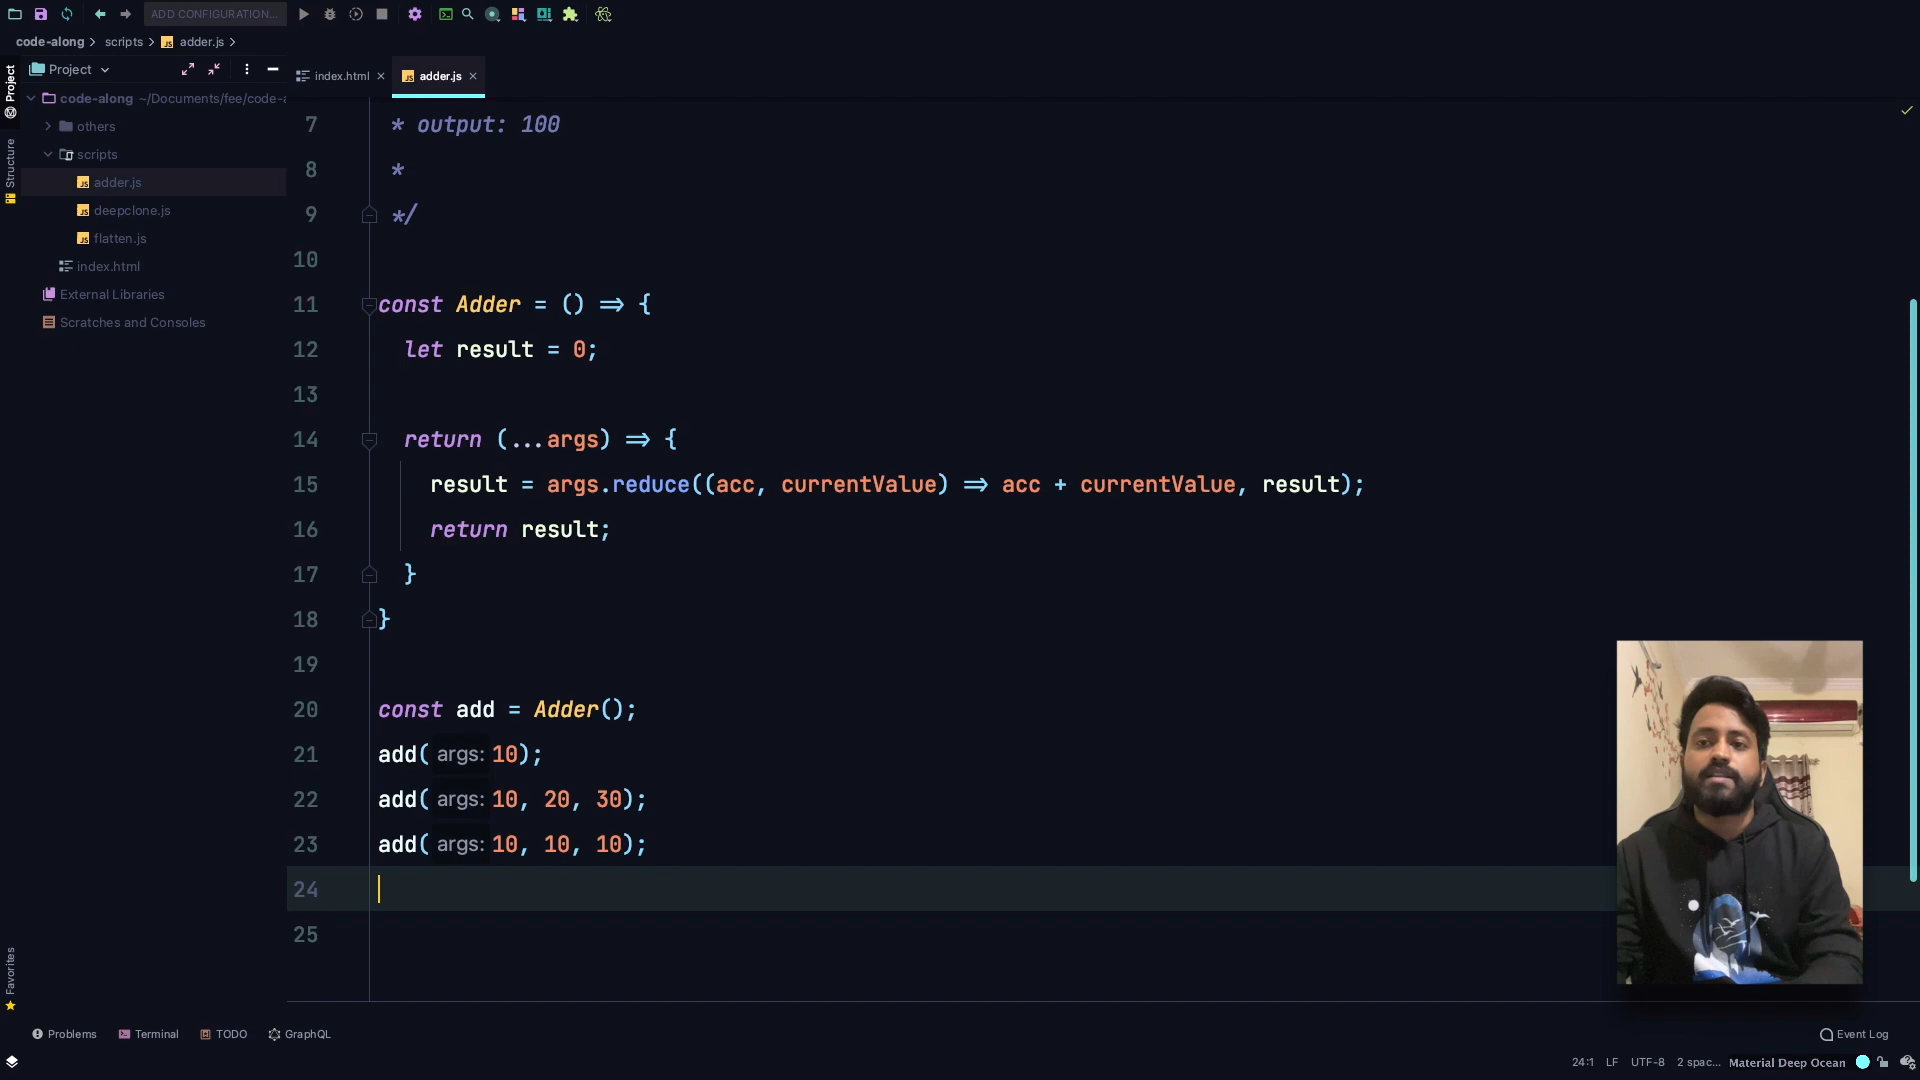 ADD CONFIGURATION...
code-along scripts adder.js
Project
Project
Structure
Favorites
code-along ~/Documents/fee/code-a
others
scripts
adder.js
deepclone.js
flatten.js
index.html
External Libraries
Scratches and Consoles
index.html adder.js
7 * output: 100
8 *
9 */
10
11 const Adder = () => {
12 let result = 0;
13
14 return (...args) => {
15 result = args.reduce((acc, currentValue) => acc + currentValue, result);
16 return result;
17 }
18 }
19
20 const add = Adder();
21 add( args: 10);
22 add( args: 10, 20, 30);
23 add( args: 10, 10, 10);
24
25
Problems Terminal TODO GraphQL Event Log
24:1 LF UTF-8 2 spac... Material Deep Ocean